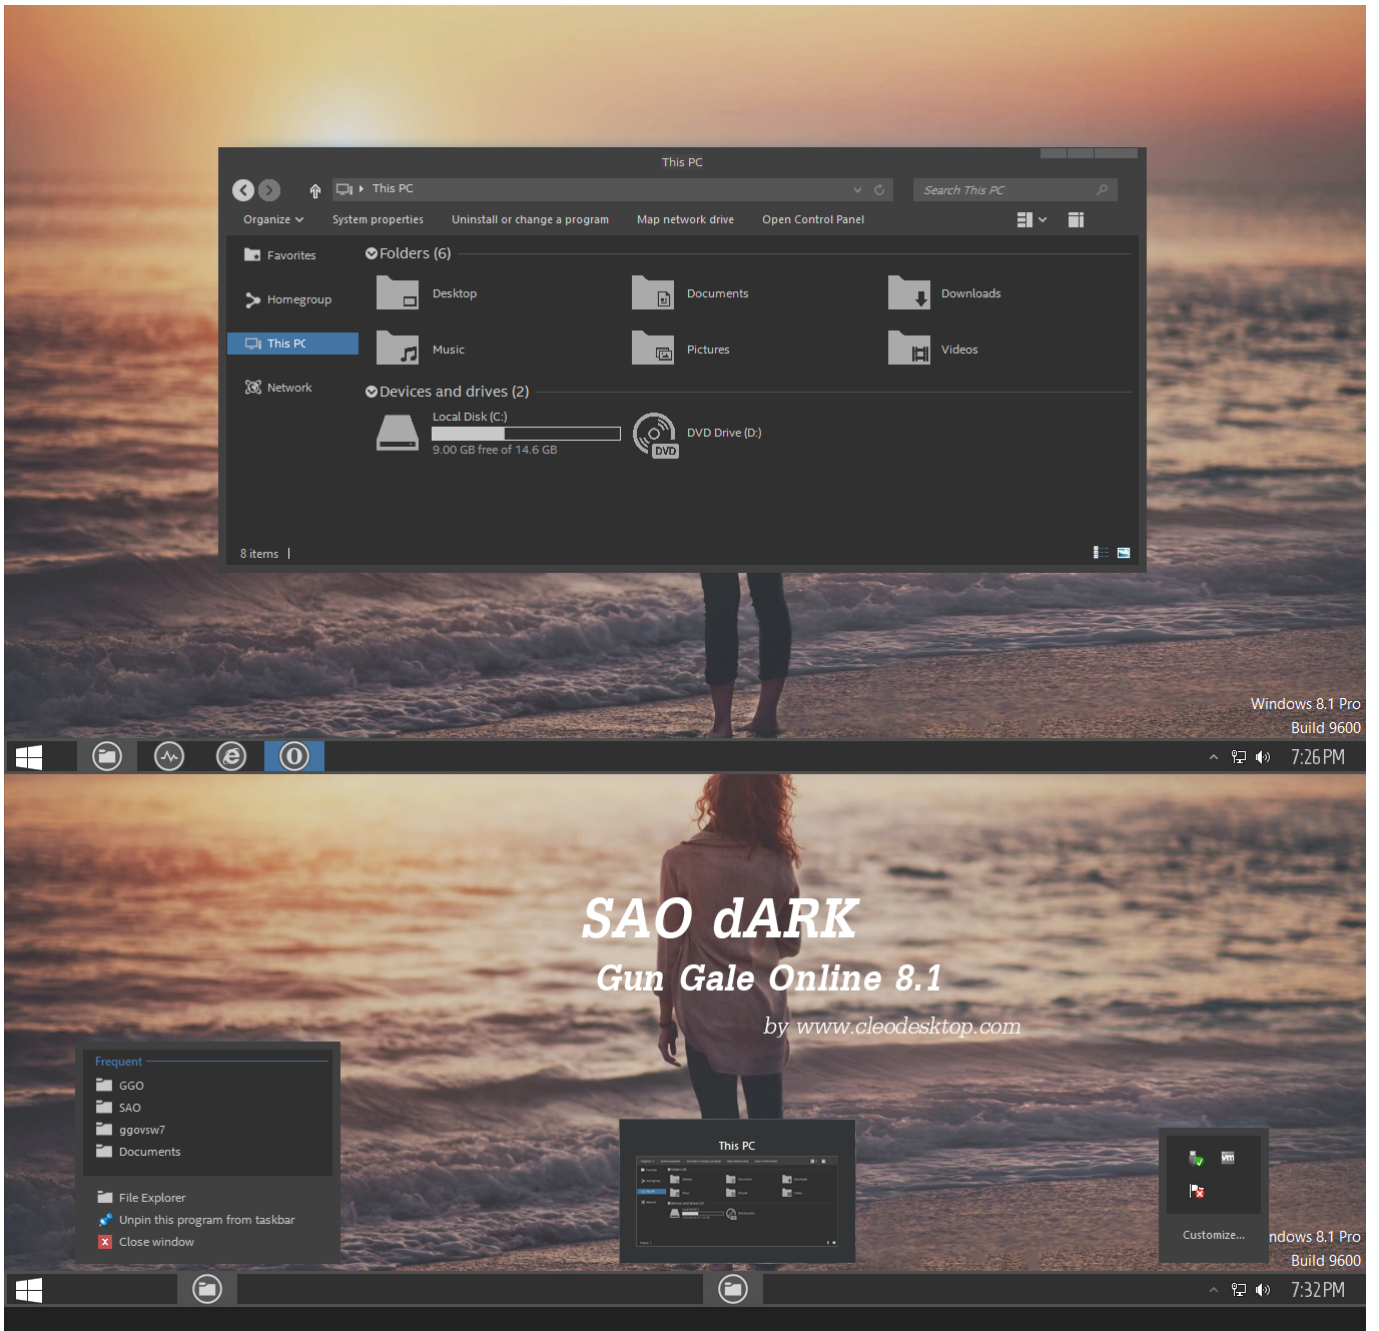 This PC
This PC
Search This PC
Organize
System properties
Uninstall or change a program
Map network drive
Open Control Panel
Favorites
Homegroup
This PC
Network
Folders (6)
Desktop
Documents
Downloads
Music
Pictures
Videos
Devices and drives (2)
Local Disk (C:)
9.00 GB free of 14.6 GB
DVD
DVD Drive (D:)
8 items
Windows 8.1 Pro
Build 9600
7:26 PM
SAO dARK
Gun Gale Online 8.1
by www.cleodesktop.com
Frequent
GGO
SAO
ggovsw7
Documents
File Explorer
Unpin this program from taskbar
Close window
This PC
vm
Customize...
ndows 8.1 Pro
Build 9600
7:32 PM